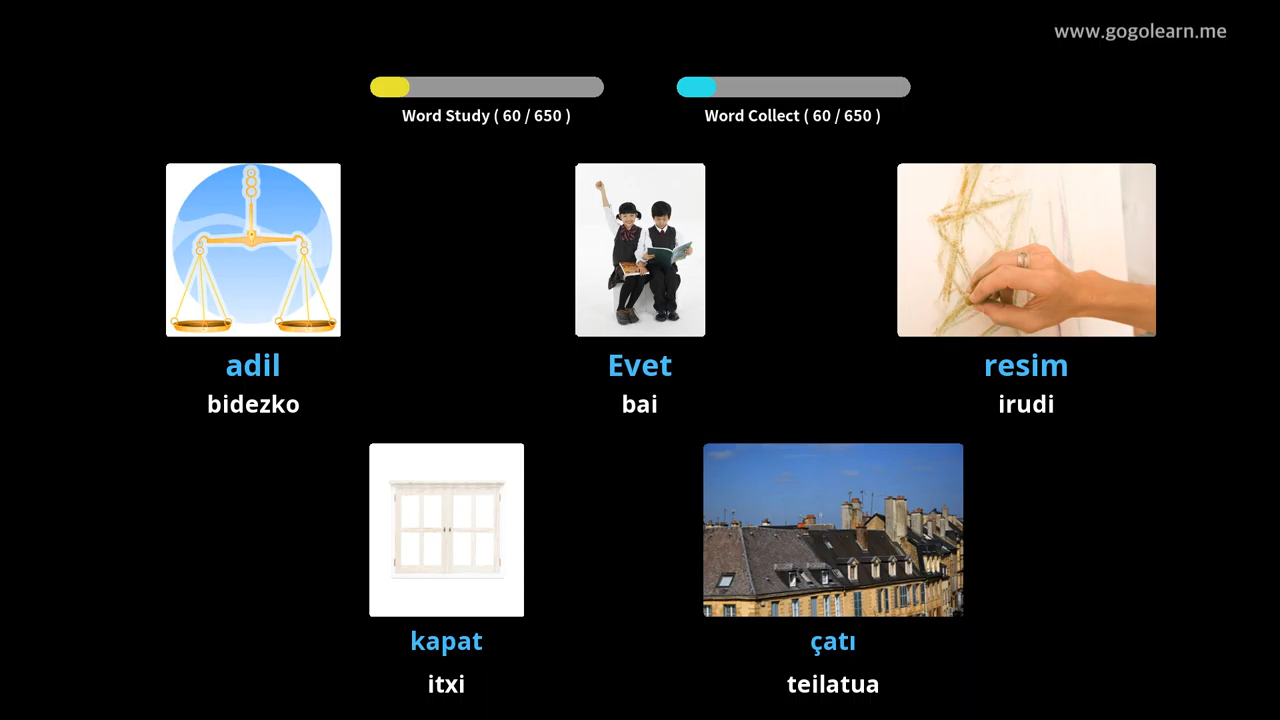 www.gogolearn.me
Word Study ( 60 / 650 )
Word Collect ( 60 / 650 )
adil
bidezko
Evet
bai
resim
irudi
kapat
itxi
çatı
teilatua